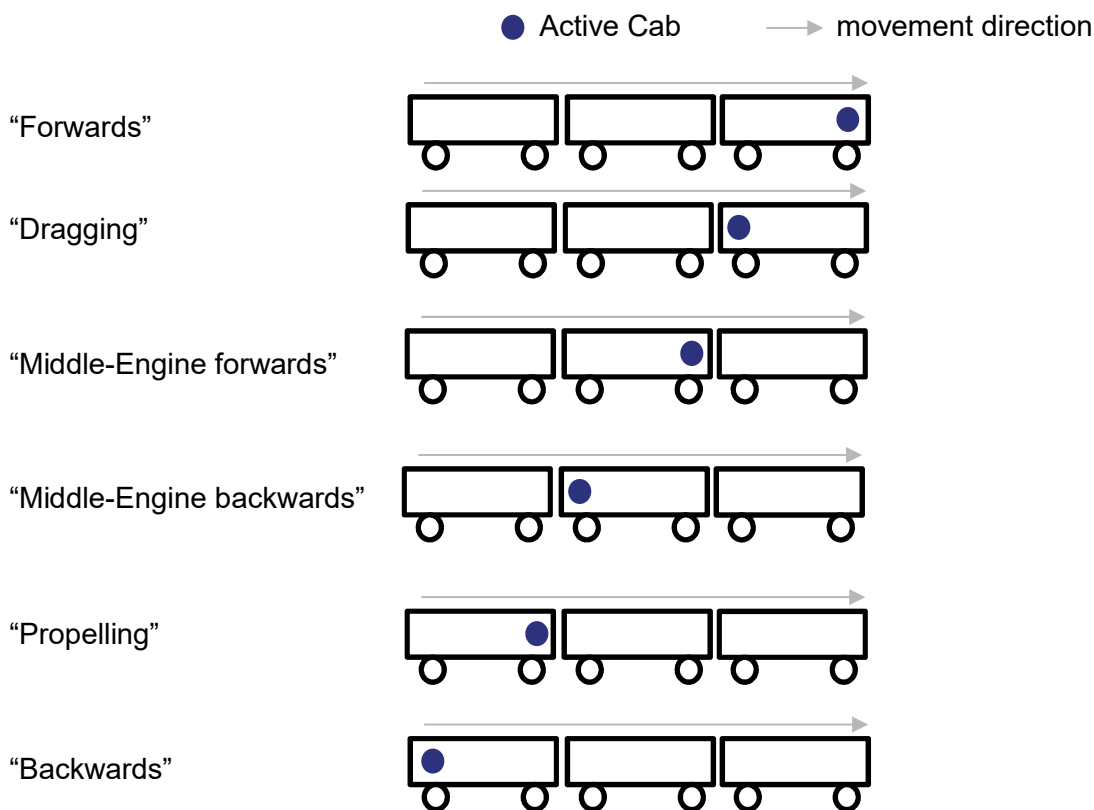 Active Cab movement direction
“Forwards”
“Dragging”
“Middle-Engine forwards”
“Middle-Engine backwards”
“Propelling”
“Backwards”